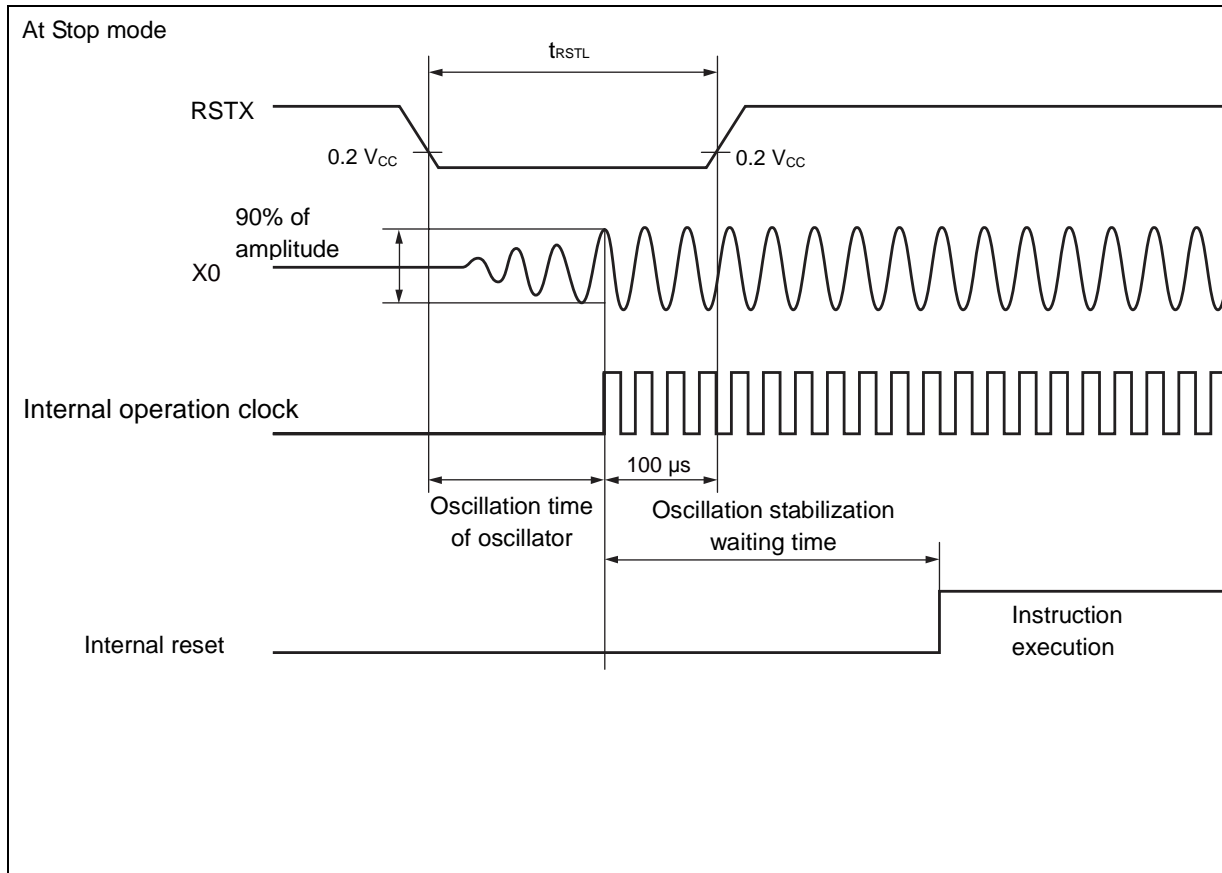 At Stop mode
tRSTL
RSTX
0.2 VCC
0.2 VCC
90% of
amplitude
X0
Internal operation clock
100 µs
Oscillation time
of oscillator
Oscillation stabilization
waiting time
Internal reset
Instruction
execution